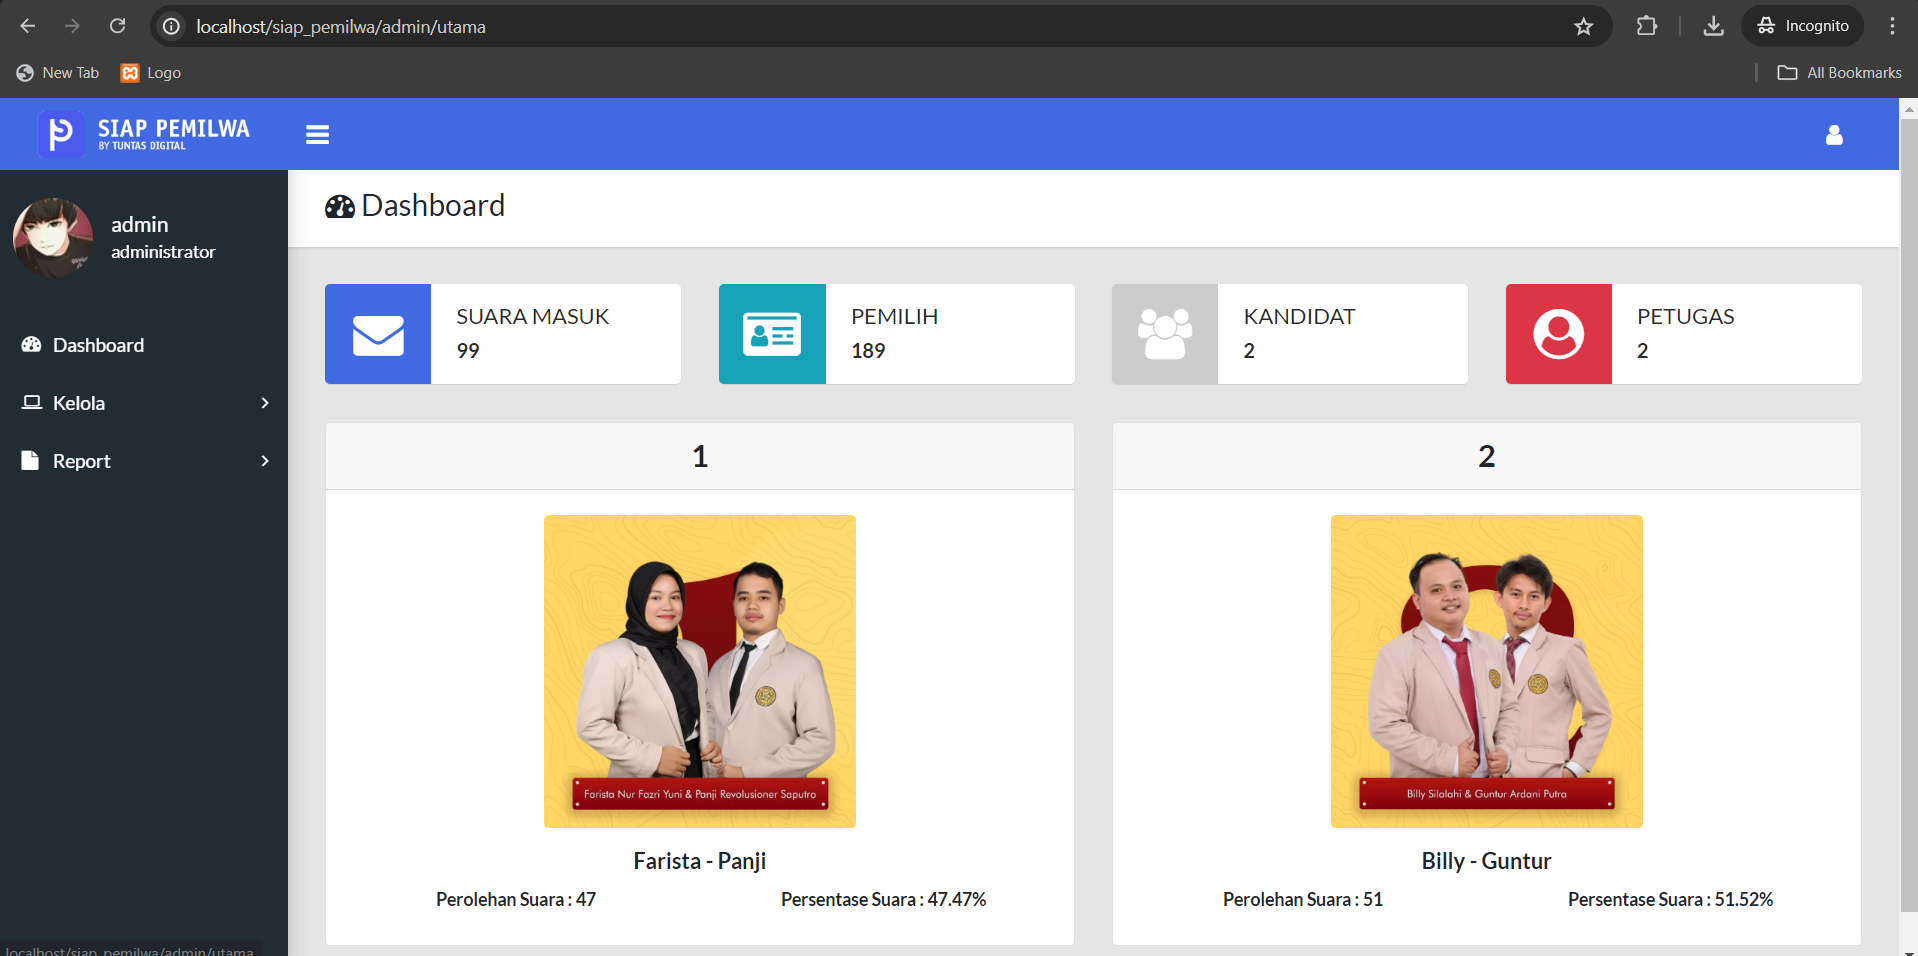 localhost/siap_pemilwa/admin/utama
Incognito
New Tab
Logo
All Bookmarks
SIAP PEMILWA
BY TUNTAS DIGITAL
admin
administrator
Dashboard
Kelola
Report
Dashboard
SUARA MASUK
99
PEMILIH
189
KANDIDAT
2
PETUGAS
2
1
Farista Nur Fazri Yuni & Panji Revolusioner Saputro
Farista - Panji
Perolehan Suara : 47
Persentase Suara : 47.47%
2
Billy Silalahi & Guntur Ardani Putra
Billy - Guntur
Perolehan Suara : 51
Persentase Suara : 51.52%
localhost/siap_pemilwa/admin/utama